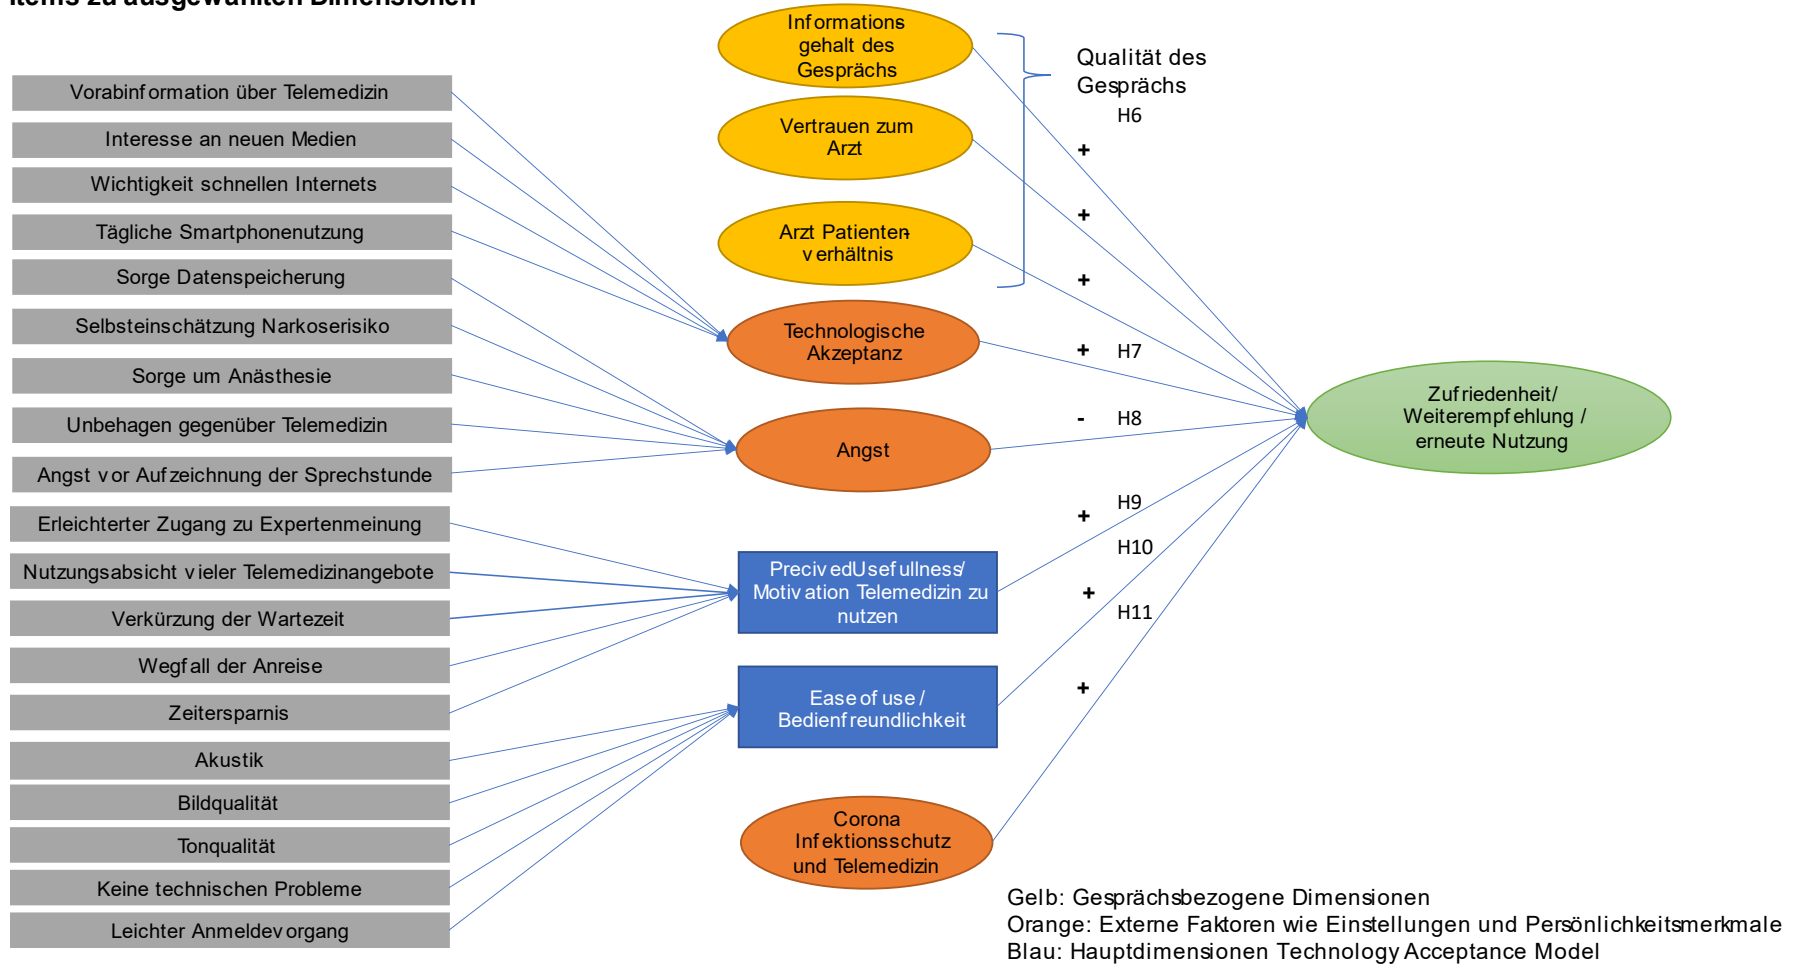 Items zu ausgewählten Dimensionen
Vorabinformation über Telemedizin
Interesse an neuen Medien
Wichtigkeit schnellen Internets
Tägliche Smartphonenutzung
Sorge Datenspeicherung
Selbsteinschätzung Narkoserisiko
Sorge um Anästhesie
Unbehagen gegenüber Telemedizin
Angst vor Aufzeichnung der Sprechstunde
Erleichterter Zugang zu Expertenmeinung
Nutzungsabsicht vieler Telemedizinangebote
Verkürzung der Wartezeit
Wegfall der Anreise
Zeitersparnis
Akustik
Bildqualität
Tonqualität
Keine technischen Probleme
Leichter Anmeldevorgang
Informations-
gehalt des
Gesprächs
Vertrauen zum
Arzt
Arzt Patienten-
verhältnis
Technologische
Akzeptanz
Angst
PrecivedUsefullness/
Motivation Telemedizin zu
nutzen
Ease of use /
Bedienfreundlichkeit
Corona
Infektionsschutz
und Telemedizin
Qualität des
Gesprächs
H6
+
+
+
+ H7
- H8
H9
+
H10
+
H11
+
Zufriedenheit/
Weiterempfehlung /
erneute Nutzung
Gelb: Gesprächsbezogene Dimensionen
Orange: Externe Faktoren wie Einstellungen und Persönlichkeitsmerkmale
Blau: Hauptdimensionen Technology Acceptance Model